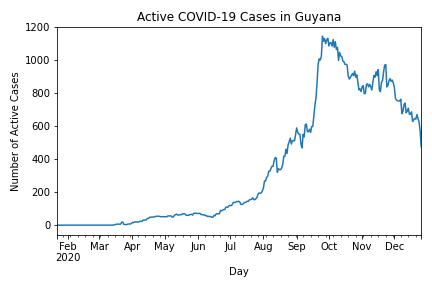 Active COVID-19 Cases in Guyana
1200
1000
800
600
400
200
0
Number of Active Cases
Feb Mar Apr May Jun Jul Aug Sep Oct Nov Dec
2020
Day